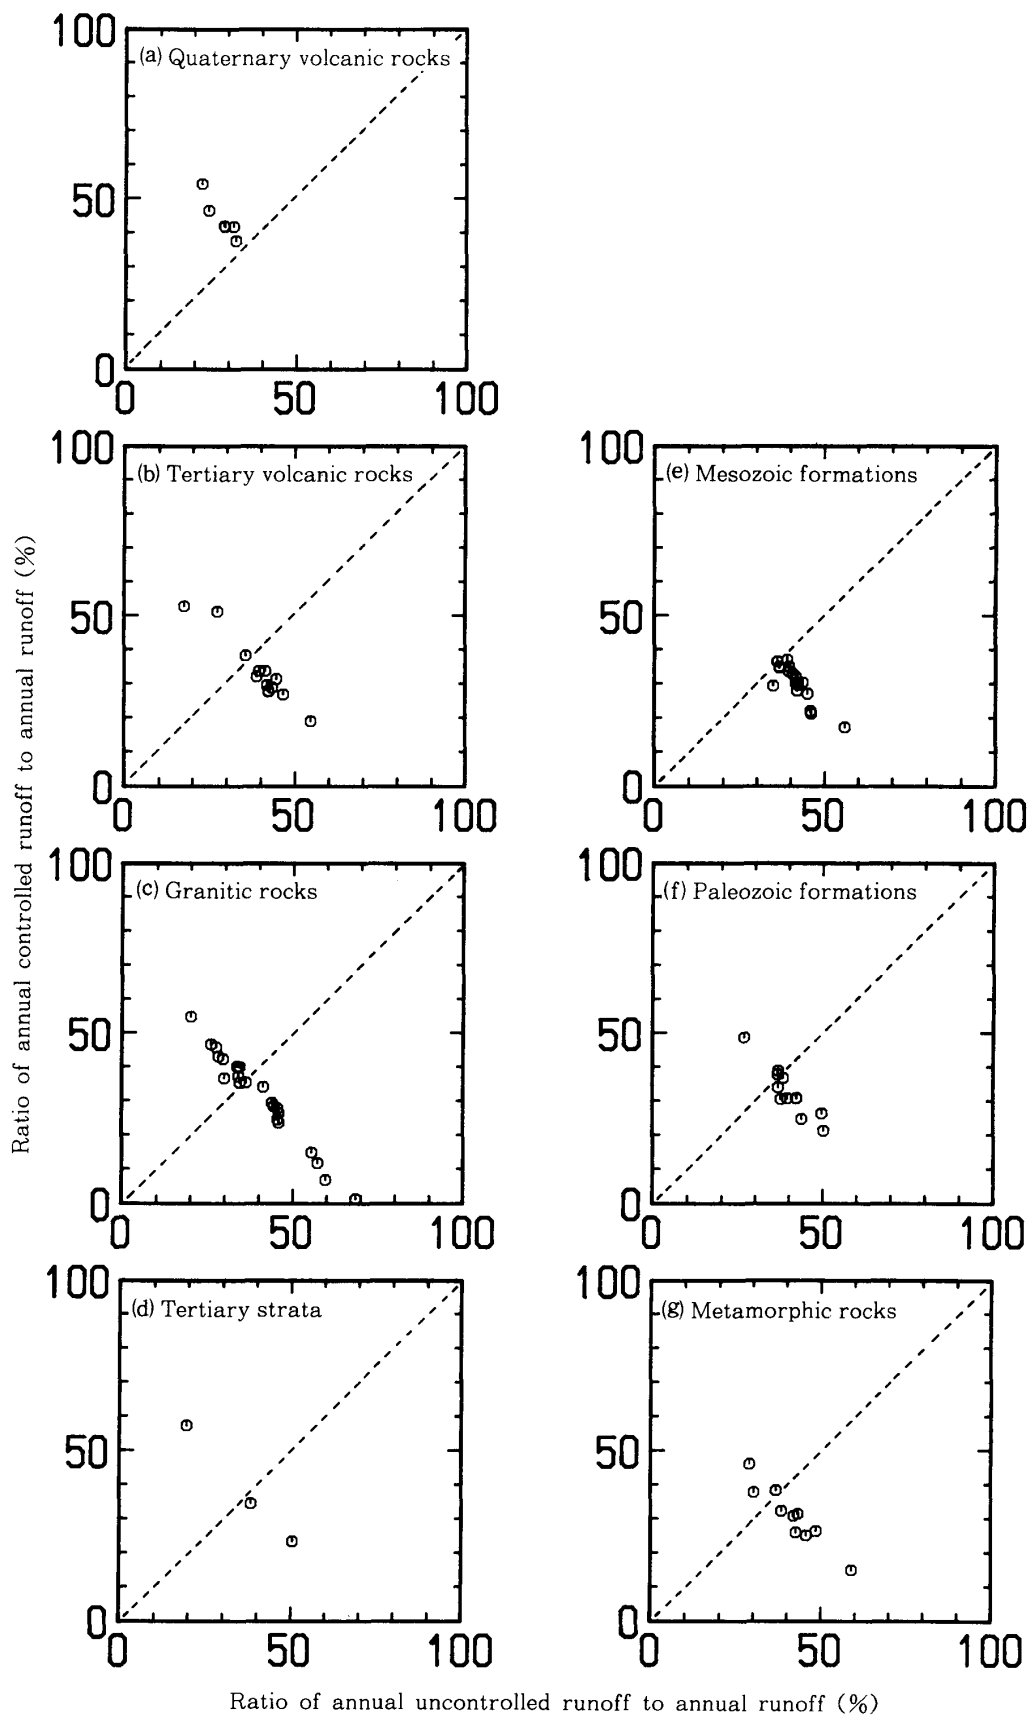 100
(a) Quaternary volcanic rocks
50
0
0 50 100
100
(b) Tertiary volcanic rocks
50
0
0 50 100
100
(e) Mesozoic formations
50
0
0 50 100
100
(c) Granitic rocks
50
0
0 50 100
100
(f) Paleozoic formations
50
0
0 50 100
100
(d) Tertiary strata
50
0
0 50 100
100
(g) Metamorphic rocks
50
0
0 50 100
Ratio of annual controlled runoff to annual runoff (%)
Ratio of annual uncontrolled runoff to annual runoff (%)